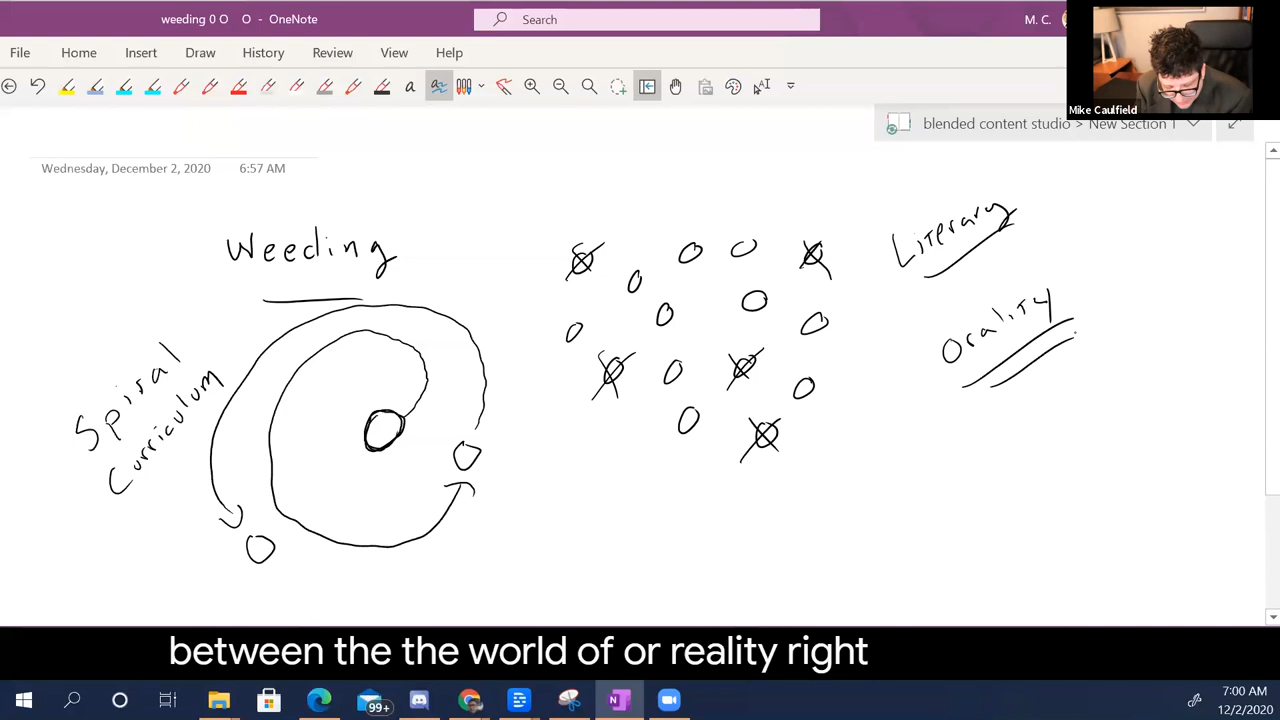 weeding 0 O O - OneNote
Search
M. C.
File Home Insert Draw History Review View Help
Mike Caulfield
blended content studio > New Section 1
Wednesday, December 2, 2020 6:57 AM
Weeding
Literary
Orality
Spiral
Curriculum
between the the world of or reality right
99+
7:00 AM
12/2/2020